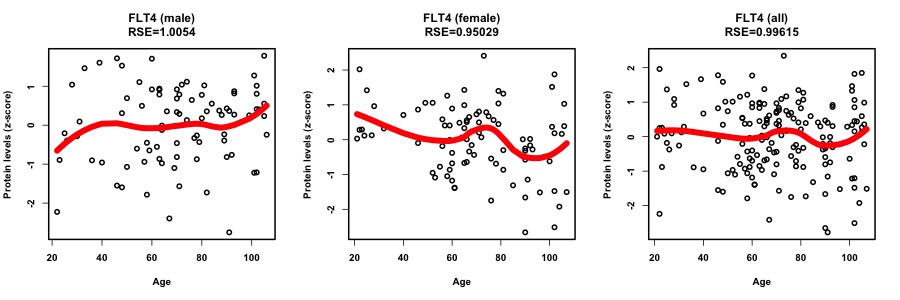 FLT4 (male)
RSE=1.0054
Protein levels (z-score)
1
0
-1
-2
20 40 60 80 100
Age
FLT4 (female)
RSE=0.95029
Protein levels (z-score)
2
1
0
-1
-2
20 40 60 80 100
Age
FLT4 (all)
RSE=0.99615
Protein levels (z-score)
2
1
0
-1
-2
20 40 60 80 100
Age